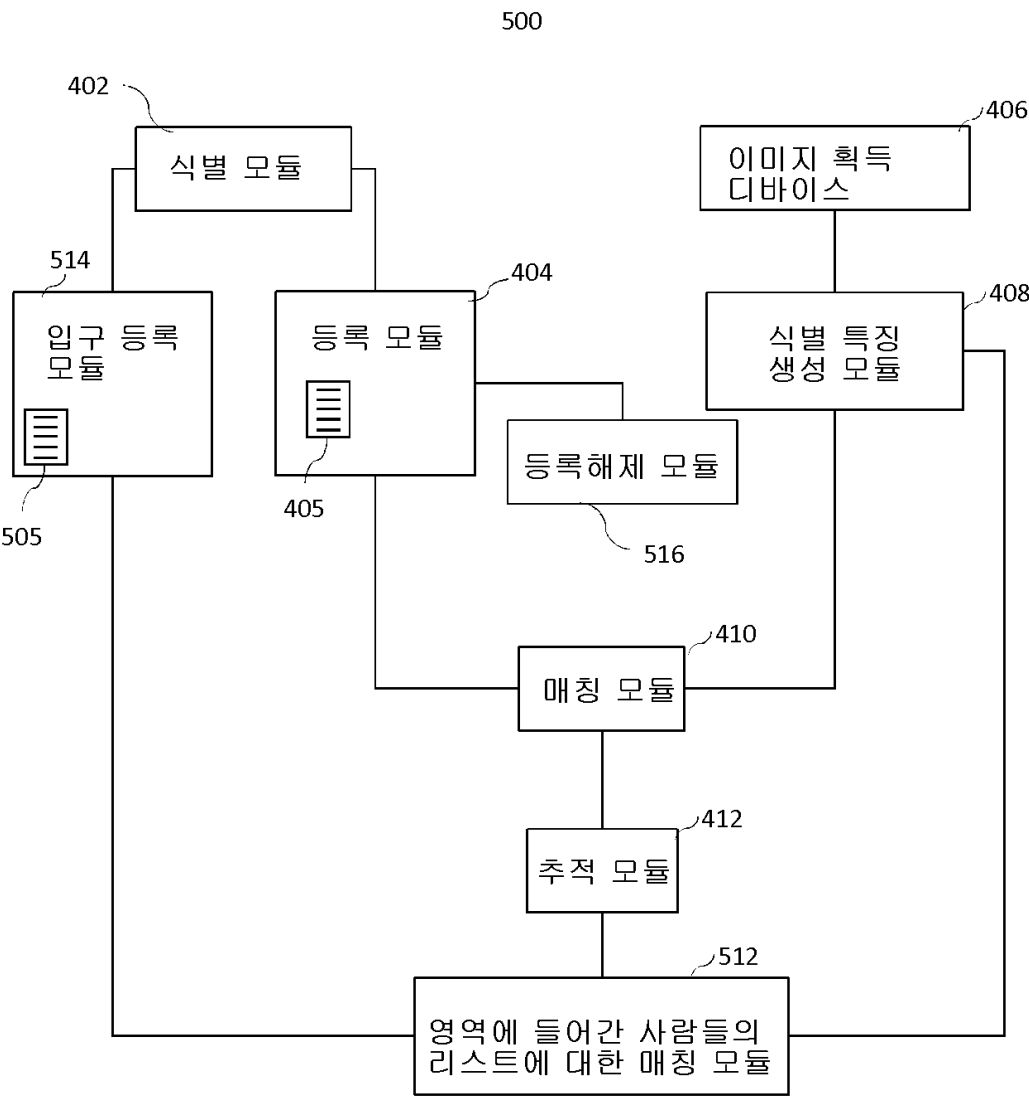 500
402
식별 모듈
406
이미지 획득
디바이스
514
입구 등록
모듈
505
404
등록 모듈
405
등록해제 모듈
516
408
식별 특징
생성 모듈
410
매칭 모듈
412
추적 모듈
512
영역에 들어간 사람들의
리스트에 대한 매칭 모듈